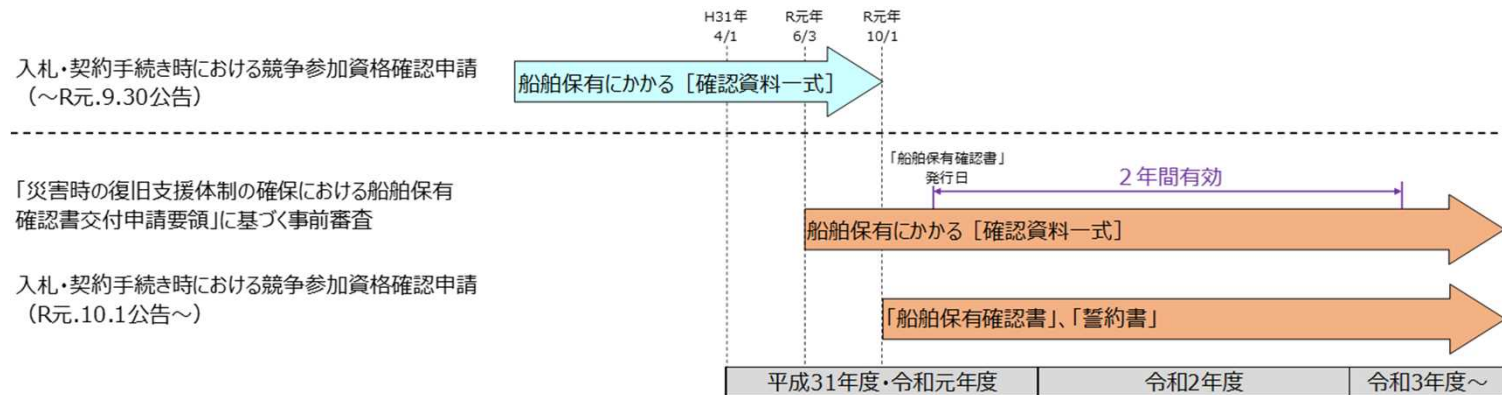 H31年
4/1
R元年
6/3
R元年
10/1
入札・契約手続き時における競争参加資格確認申請
（～R元.9.30公告）
船舶保有にかかる［確認資料一式］
「災害時の復旧支援体制の確保における船舶保有
確認書交付申請要領」に基づく事前審査
「船舶保有確認書」
発行日
２年間有効
船舶保有にかかる［確認資料一式］
入札・契約手続き時における競争参加資格確認申請
（R元.10.1公告～）
「船舶保有確認書」、「誓約書」
平成31年度・令和元年度
令和2年度
令和3年度～